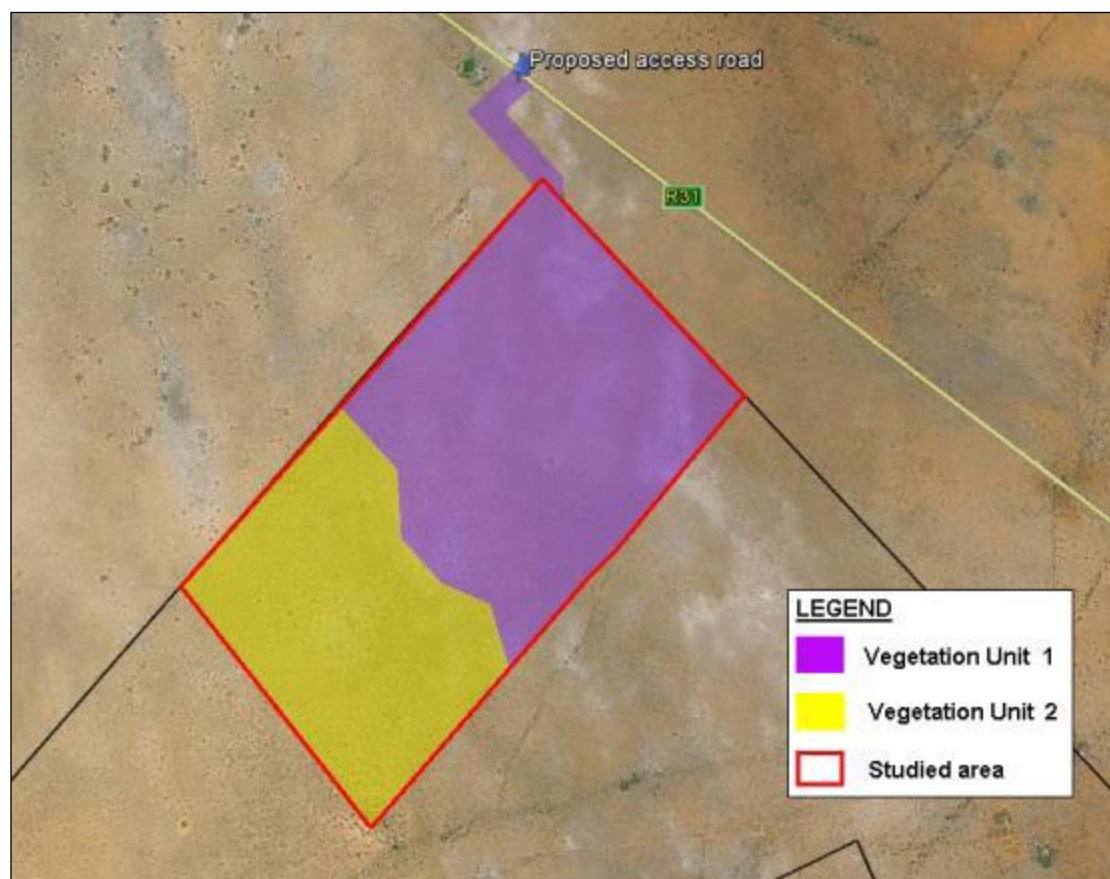 Proposed access road
R31
LEGEND
Vegetation Unit 1
Vegetation Unit 2
Studied area